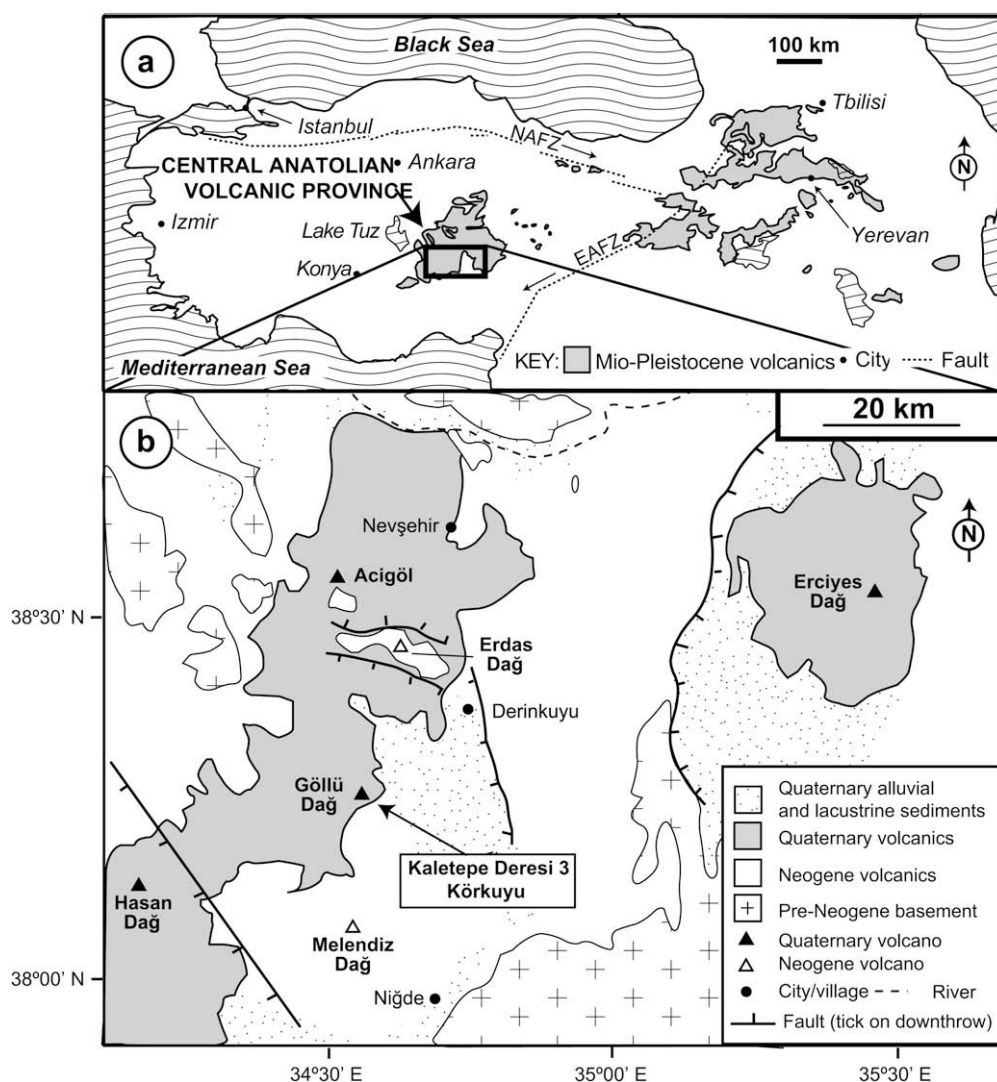 a
Black Sea
100 km
Tbilisi
Istanbul
NAFZ
N
CENTRAL ANATOLIAN
VOLCANIC PROVINCE
Ankara
Izmir
Lake Tuz
Yerevan
Konya
EAFZ
Mediterranean Sea
KEY: Mio-Pleistocene volcanics City Fault
b
20 km
Nevşehir
N
Acigöl
Erciyes
Dağ
38°30' N
Erdas
Dağ
Derinkuyu
Göllü
Dağ
Kaletepe Deresi 3
Körkuyu
Hasan
Dağ
Melendiz
Dağ
38°00' N
Niğde
Quaternary alluvial
and lacustrine sediments
Quaternary volcanics
Neogene volcanics
Pre-Neogene basement
Quaternary volcano
Neogene volcano
City/village River
Fault (tick on downthrow)
34°30' E
35°00' E
35°30' E